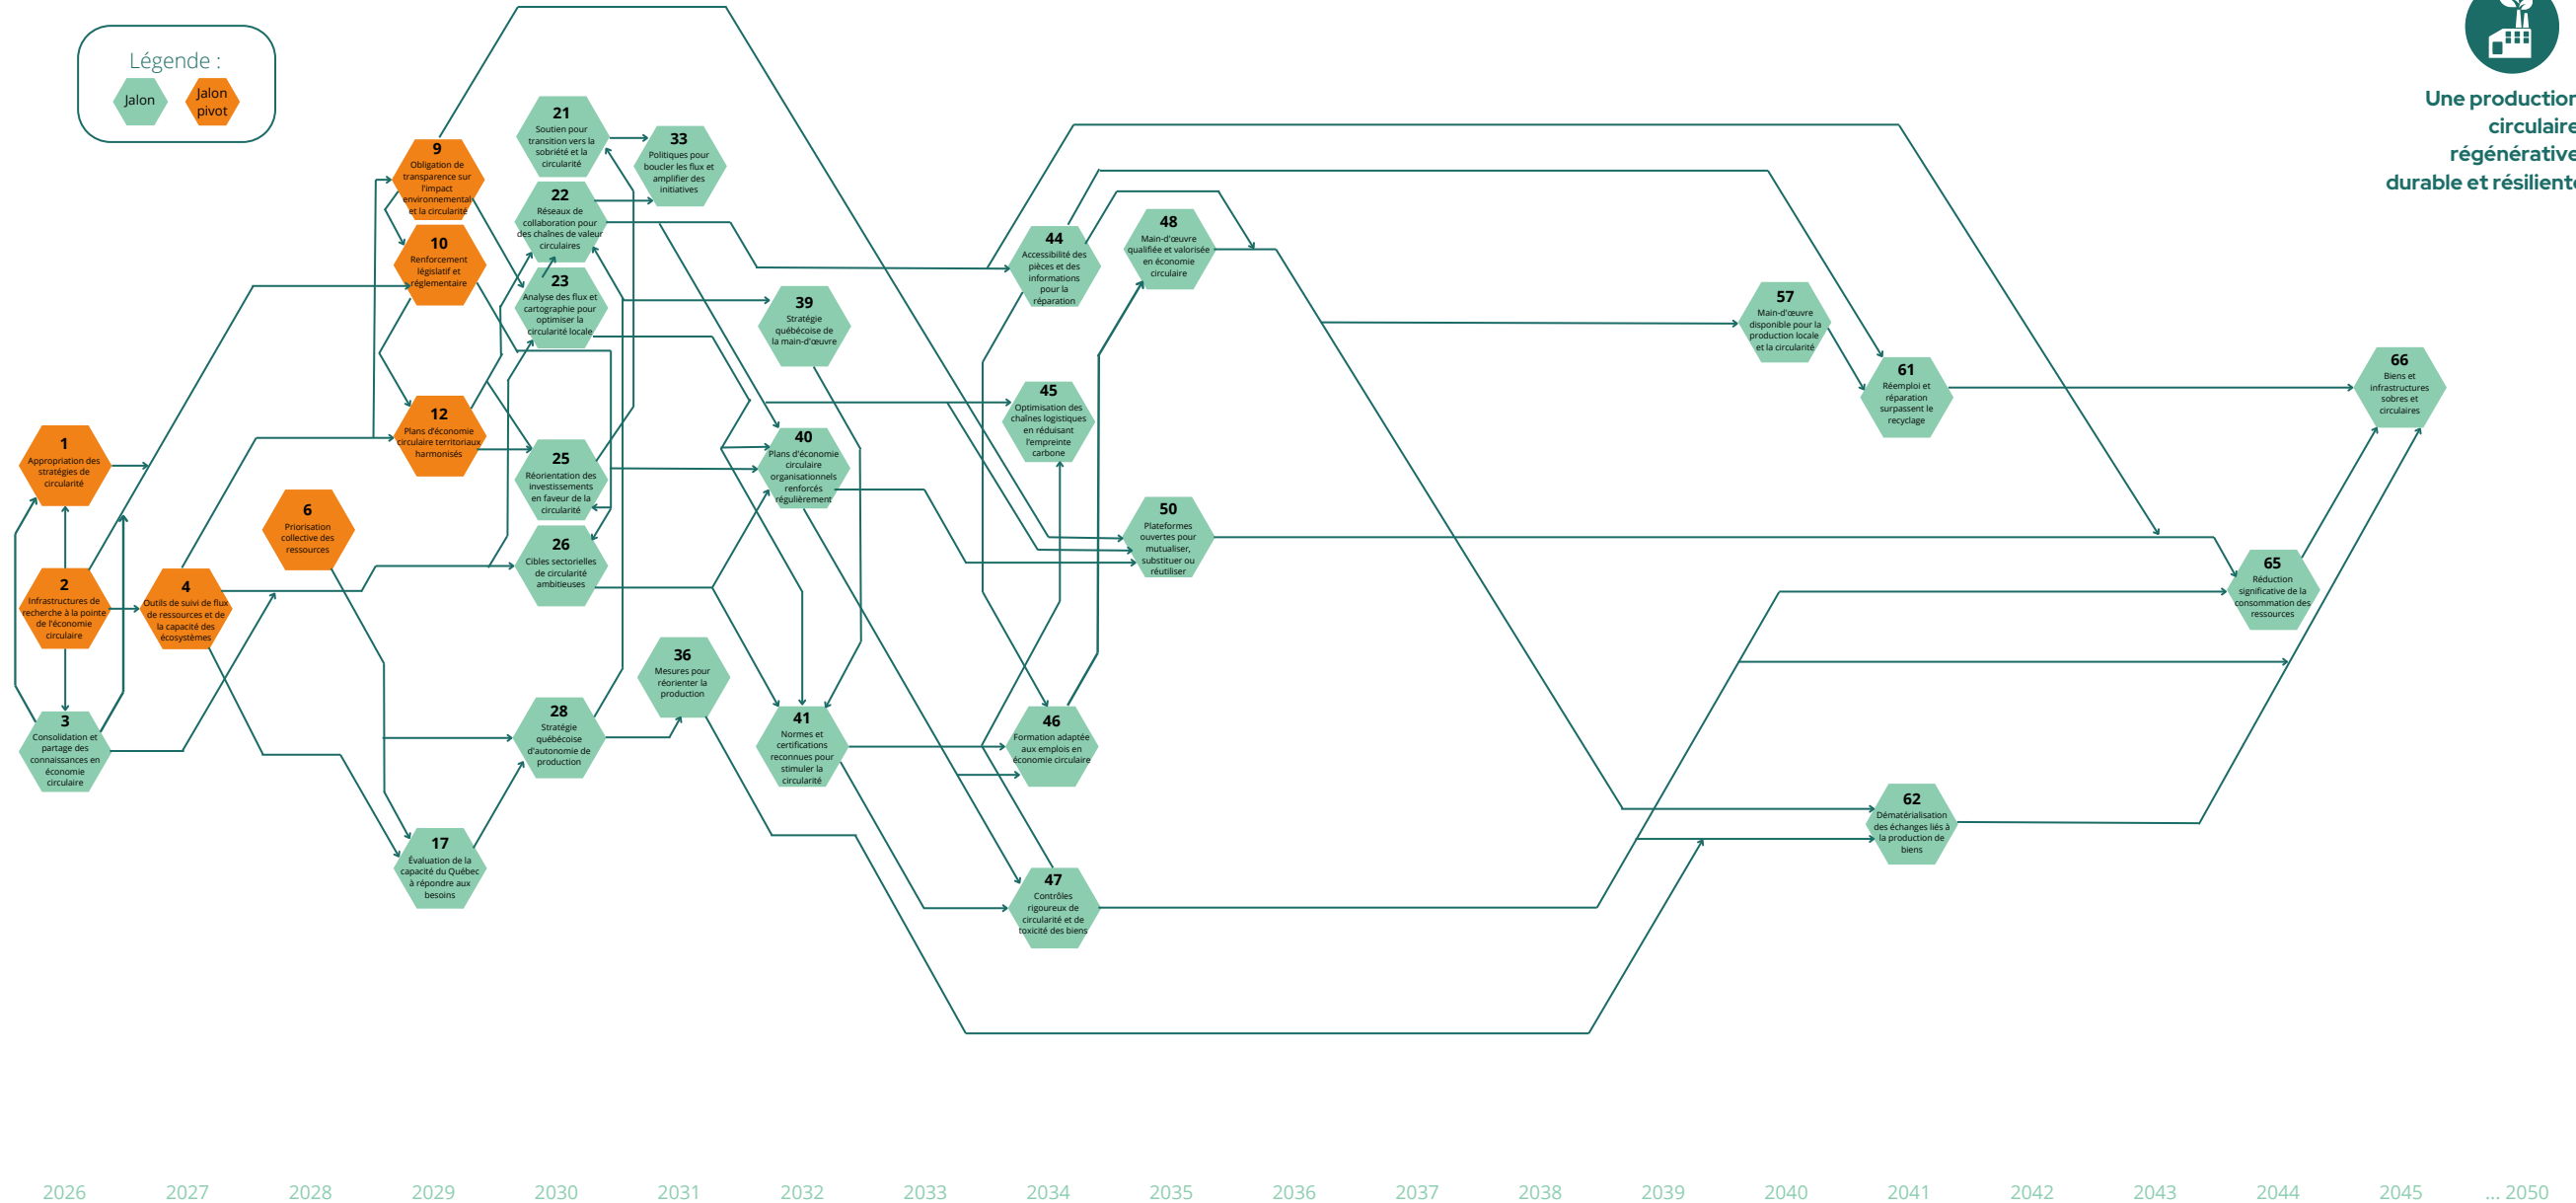 Légende :
Jalon
Jalon
pivot
Une production
circulaire
régénérative
durable et résiliente
1
Appropriation des
stratégies de
circularité
2
Infrastructures de
recherche à la pointe
de l'économie
circulaire
3
Consolidation et
partage des
connaissances en
économie
circulaire
4
Outils de suivi de flux
de ressources et de
la capacité des
écosystèmes
6
Priorisation
collective des
ressources
9
Obligation de
transparence sur
l'impact
environnemental
et la circularité
10
Renforcement
législatif et
réglementaire
12
Plans d'économie
circulaire territoriaux
harmonisés
17
Évaluation de la
capacité du Québec
à répondre aux
besoins
21
Soutien pour
transition vers la
sobriété et la
circularité
22
Réseaux de
collaboration pour
des chaînes de valeur
circulaires
23
Analyse des flux et
cartographie pour
optimiser la
circularité locale
25
Réorientation des
investissements
en faveur de la
circularité
26
Cibles sectorielles
de circularité
ambitieuses
28
Stratégie
québécoise
d'autonomie de
production
33
Politiques pour
boucler les flux et
amplifier des
initiatives
36
Mesures pour
réorienter la
production
39
Stratégie
québécoise de
la main-d'œuvre
40
Plans d'économie
circulaire
organisationnels
renforcés
régulièrement
41
Normes et
certifications
reconnues pour
stimuler la
circularité
44
Accessibilité des
pièces et des
informations
pour la
réparation
45
Optimisation des
chaînes logistiques
en réduisant
l'empreinte
carbone
46
Formation adaptée
aux emplois en
économie circulaire
47
Contrôles
rigoureux de
circularité et de
toxicité des biens
48
Main-d'œuvre
qualifiée et valorisée
en économie
circulaire
50
Plateformes
ouvertes pour
mutualiser,
substituer ou
réutiliser
57
Main-d'œuvre
disponible pour la
production locale
et la circularité
61
Réemploi et
réparation
surpassent le
recyclage
62
Dématérialisation
des échanges liés à
la production de
biens
65
Réduction
significative de la
consommation des
ressources
66
Biens et
infrastructures
sobres et
circulaires
2026 2027 2028 2029 2030 2031 2032 2033 2034 2035 2036 2037 2038 2039 2040 2041 2042 2043 2044 2045 ... 2050